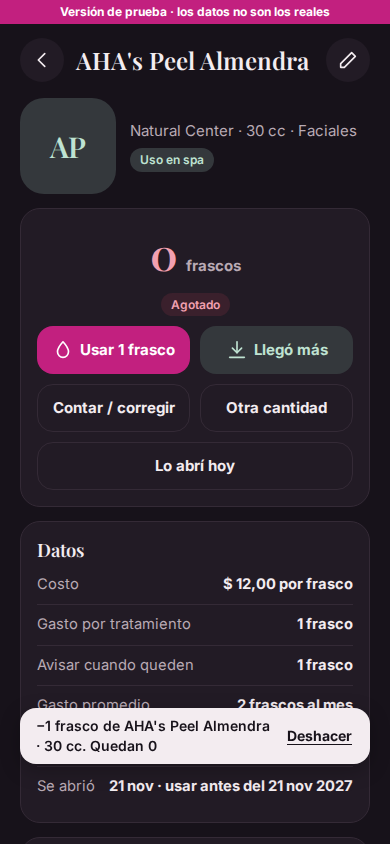 Versión de prueba · los datos no son los reales
AHA's Peel Almendra
AP
Natural Center · 30 cc · Faciales
Uso en spa
0 frascos
Agotado
Usar 1 frasco
Llegó más
Contar / corregir
Otra cantidad
Lo abrí hoy
Datos
Costo $ 12,00 por frasco
Gasto por tratamiento 1 frasco
Avisar cuando queden 1 frasco
Gasto promedio 2 frascos al mes
−1 frasco de AHA's Peel Almendra
· 30 cc. Quedan 0
Deshacer
Se abrió 21 nov · usar antes del 21 nov 2027